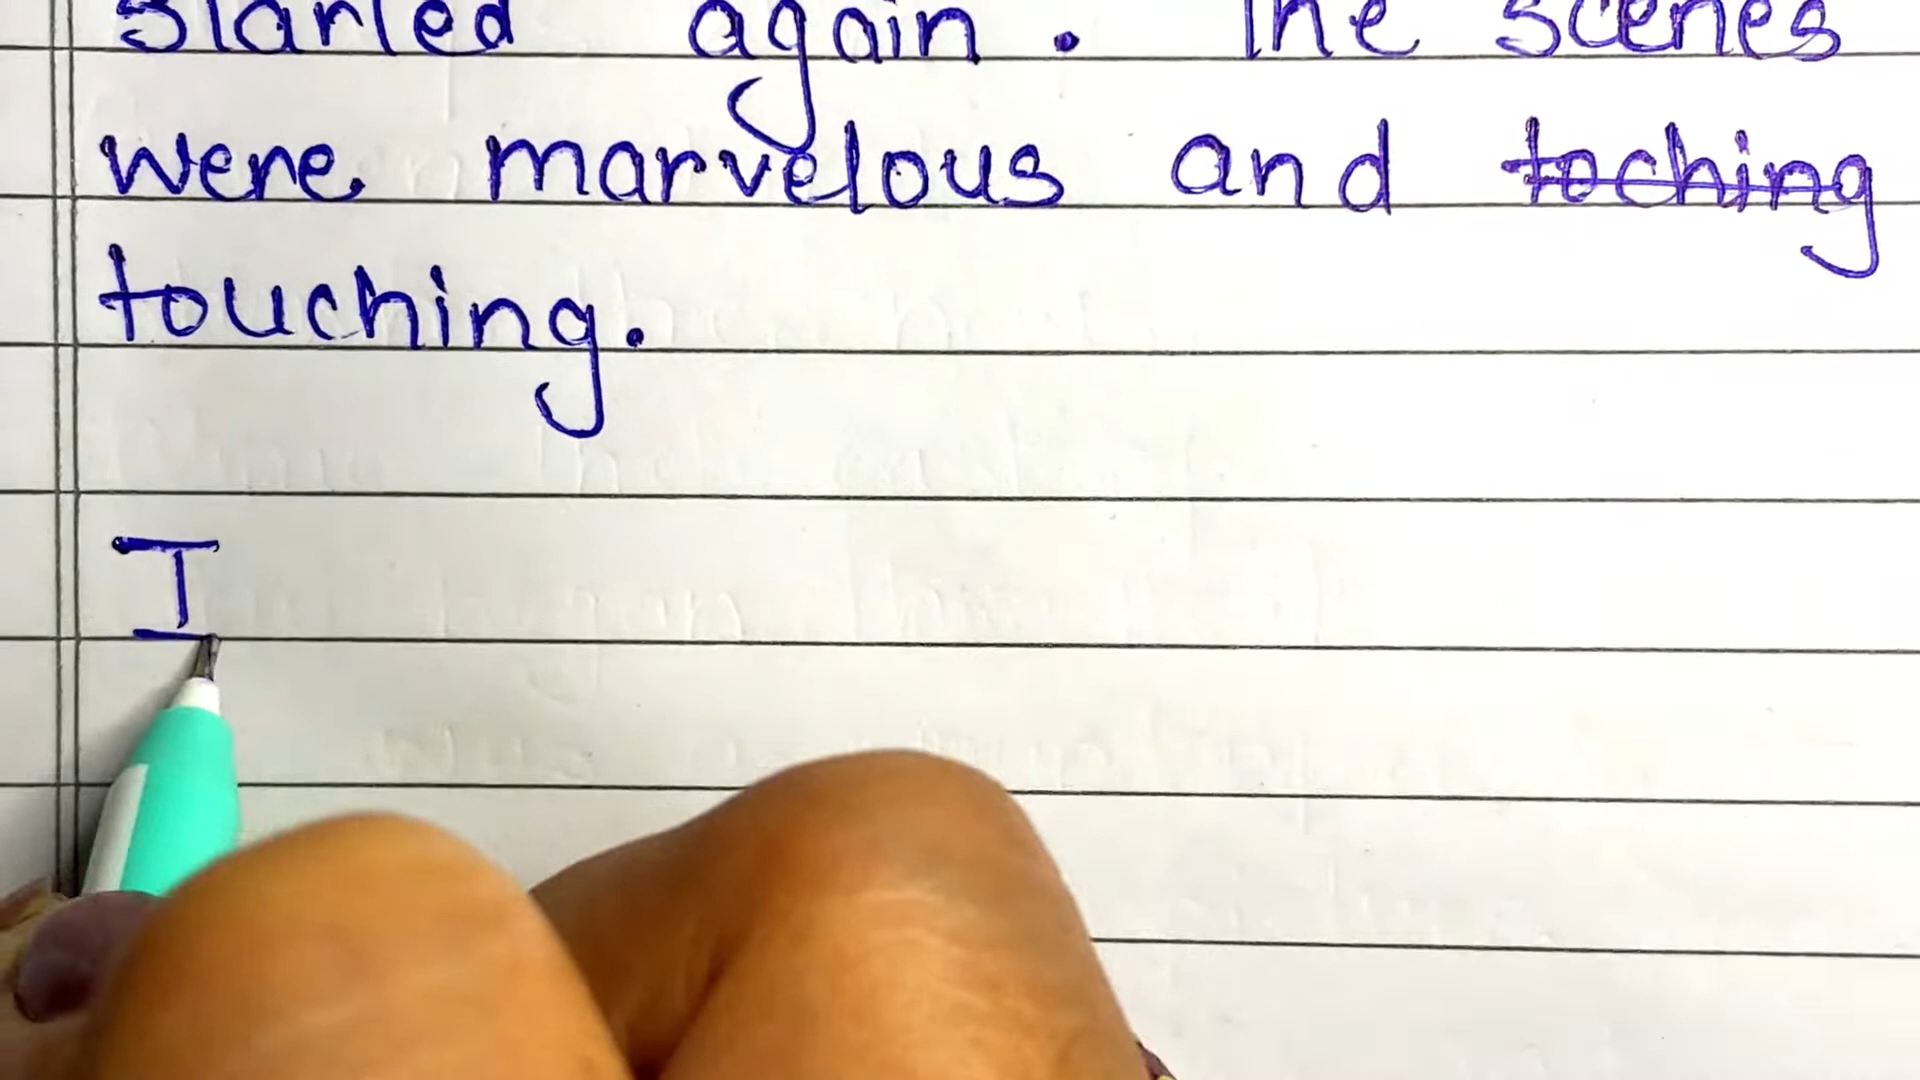 started again. The scenes
were marvelous and toching
touching.
I